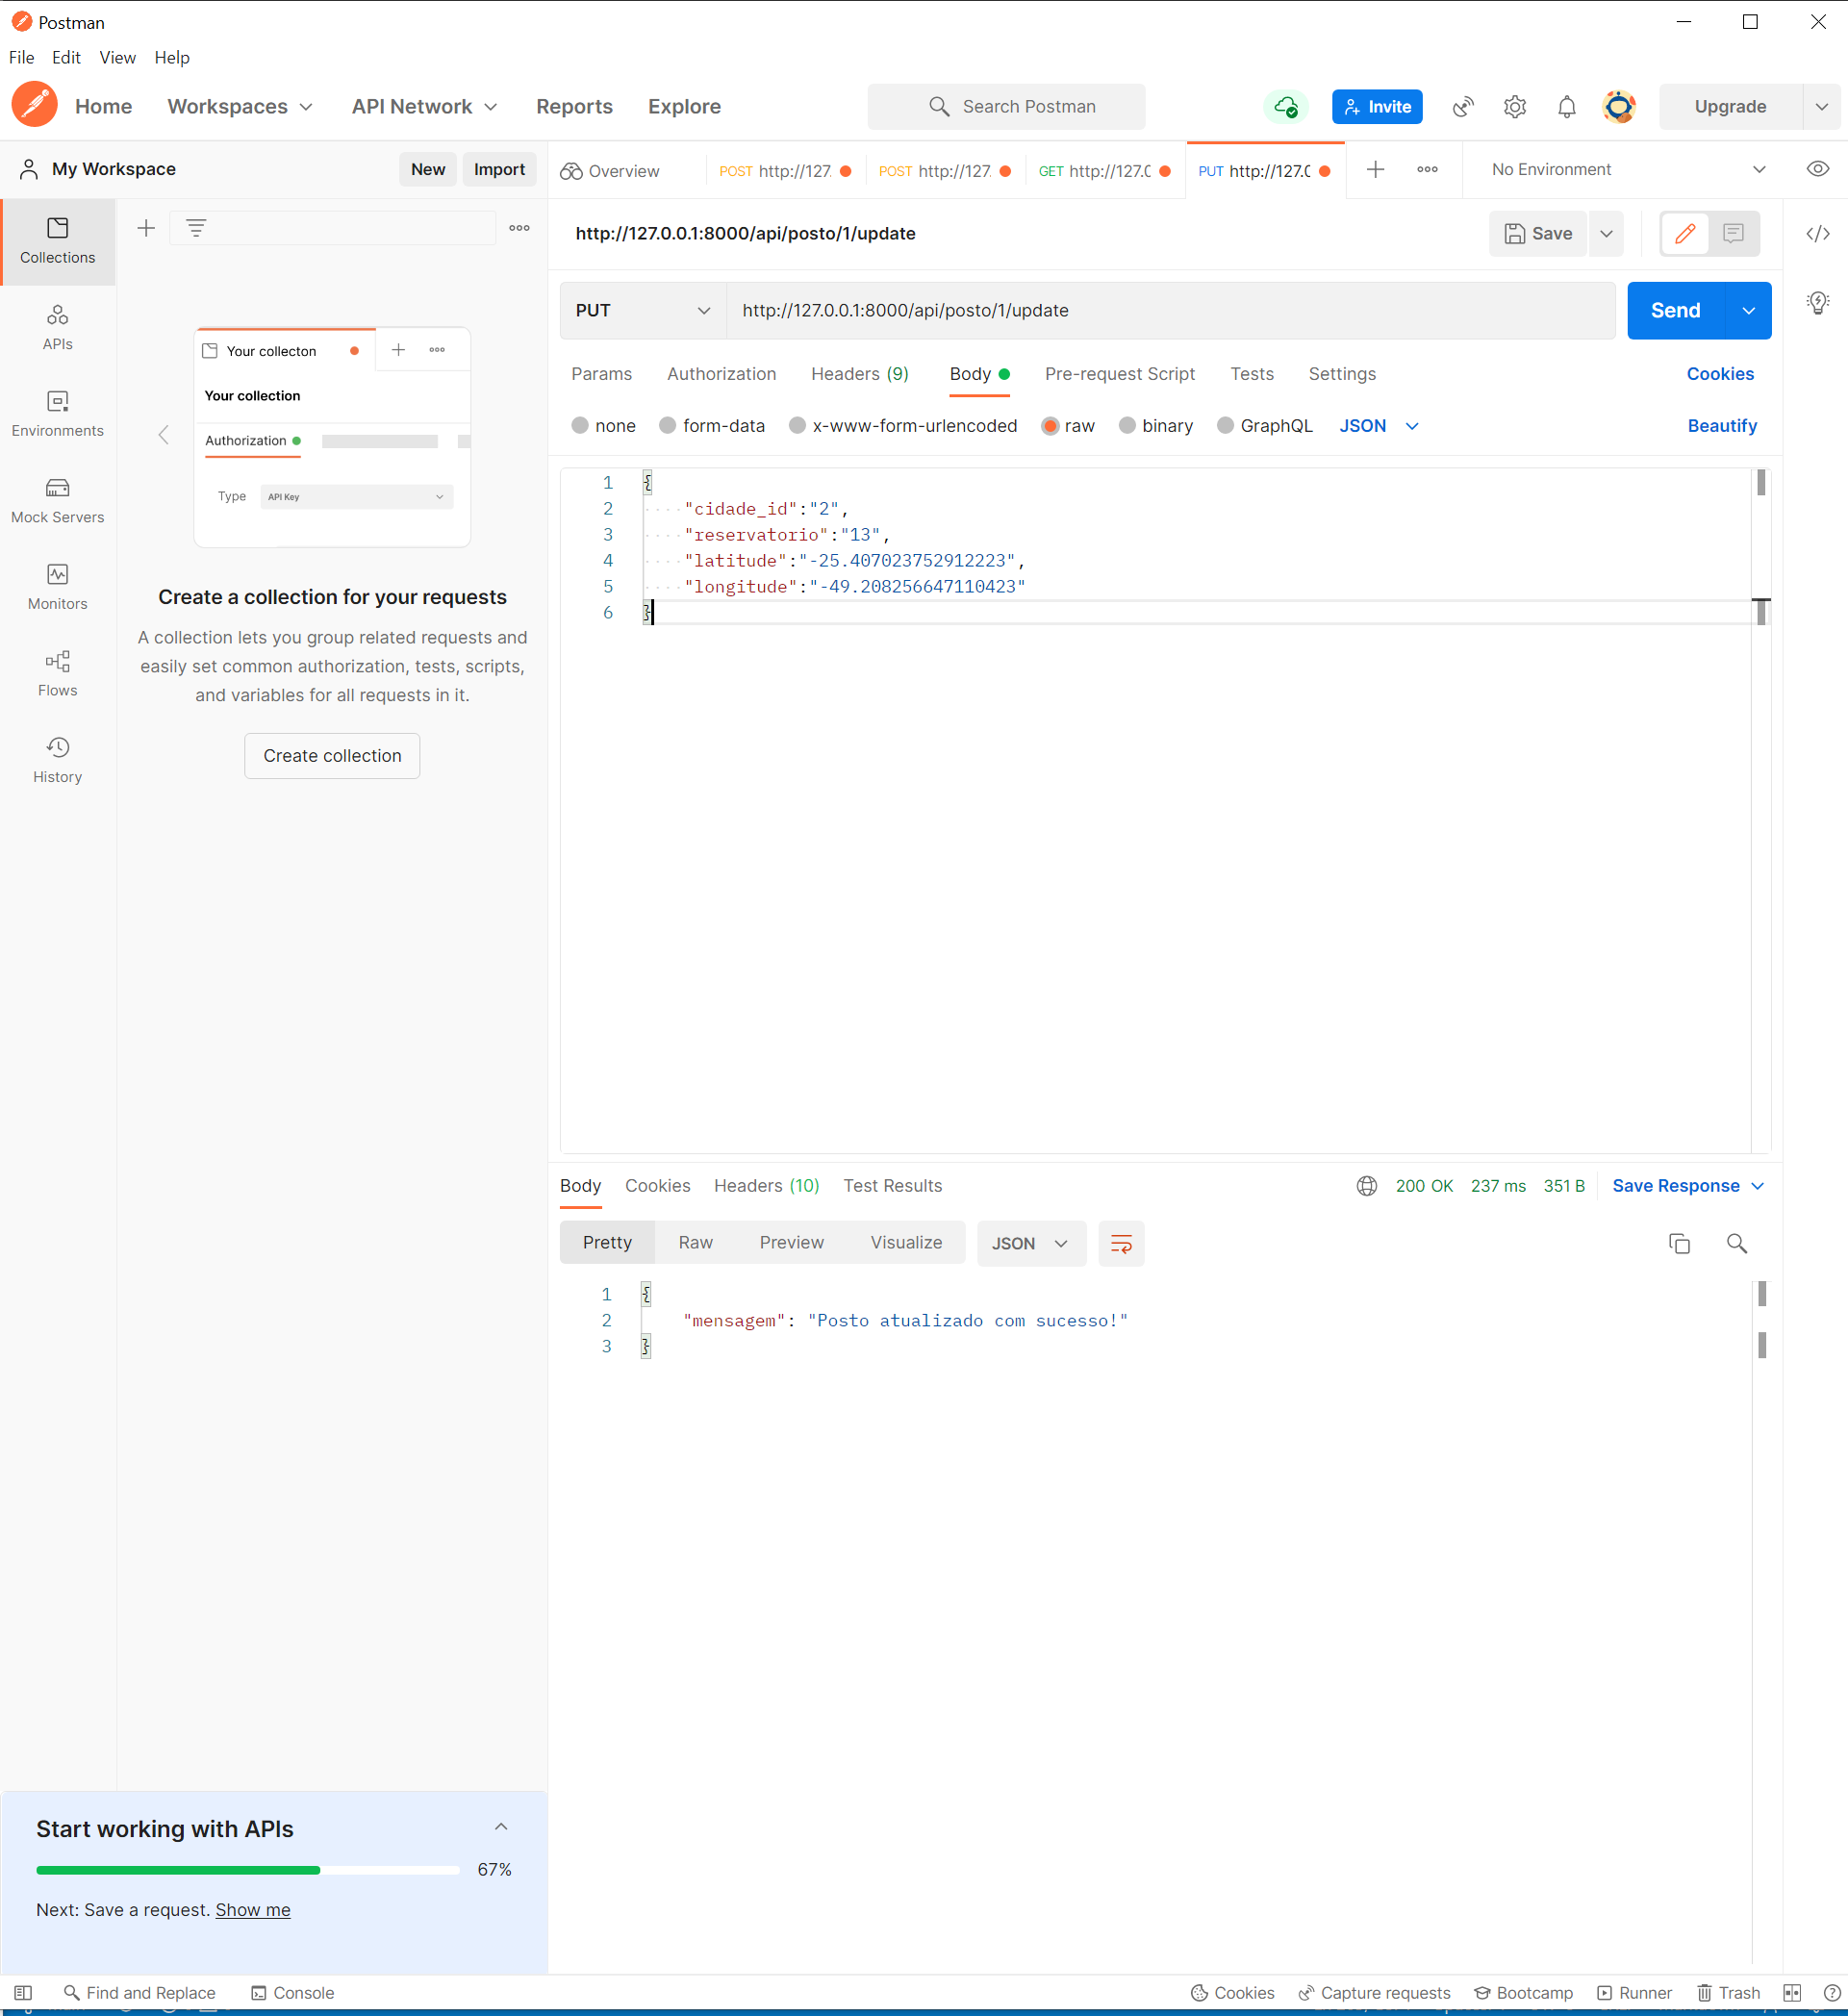 Postman
File Edit View Help
Home Workspaces API Network Reports Explore Search Postman Invite Upgrade
My Workspace New Import Overview POST http://127. POST http://127. GET http://127.0 PUT http://127.0 No Environment
Collections
APIs
Environments
Mock Servers
Monitors
Flows
History
Your collecton
Your collection
Authorization
Type API Key
Create a collection for your requests
A collection lets you group related requests and
easily set common authorization, tests, scripts,
and variables for all requests in it.
Create collection
http://127.0.0.1:8000/api/posto/1/update Save
PUT http://127.0.0.1:8000/api/posto/1/update Send
Params Authorization Headers (9) Body Pre-request Script Tests Settings Cookies
none form-data x-www-form-urlencoded raw binary GraphQL JSON Beautify
1 {
2 "cidade_id":"2",
3 "reservatorio":"13",
4 "latitude":"-25.407023752912223",
5 "longitude":"-49.208256647110423"
6 }
Body Cookies Headers (10) Test Results 200 OK 237 ms 351 B Save Response
Pretty Raw Preview Visualize JSON
1 {
2 "mensagem": "Posto atualizado com sucesso!"
3 }
Start working with APIs
67%
Next: Save a request. Show me
Find and Replace Console Cookies Capture requests Bootcamp Runner Trash